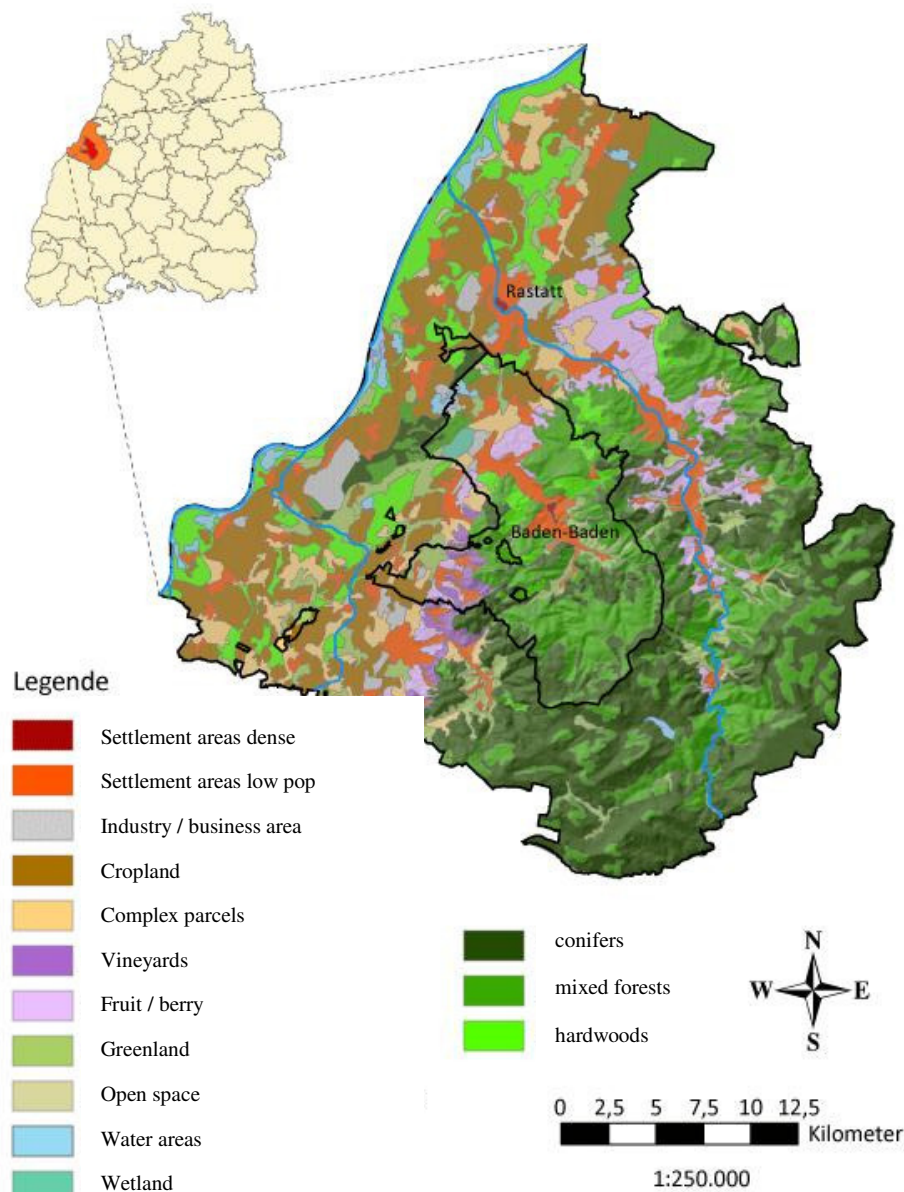 Rastatt
Baden-Baden
Legende
Settlement areas dense
Settlement areas low pop
Industry / business area
Cropland
Complex parcels
Vineyards
Fruit / berry
Greenland
Open space
Water areas
Wetland
conifers
mixed forests
hardwoods
N
W E
S
0 2,5 5 7,5 10 12,5
Kilometer
1:250.000